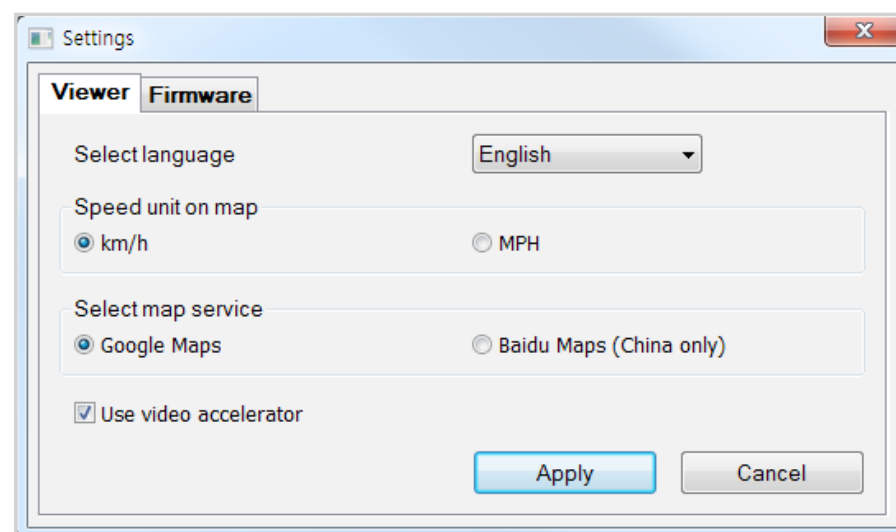 Settings
Viewer Firmware
Select language English
Speed unit on map
km/h MPH
Select map service
Google Maps Baidu Maps (China only)
Use video accelerator
Apply Cancel